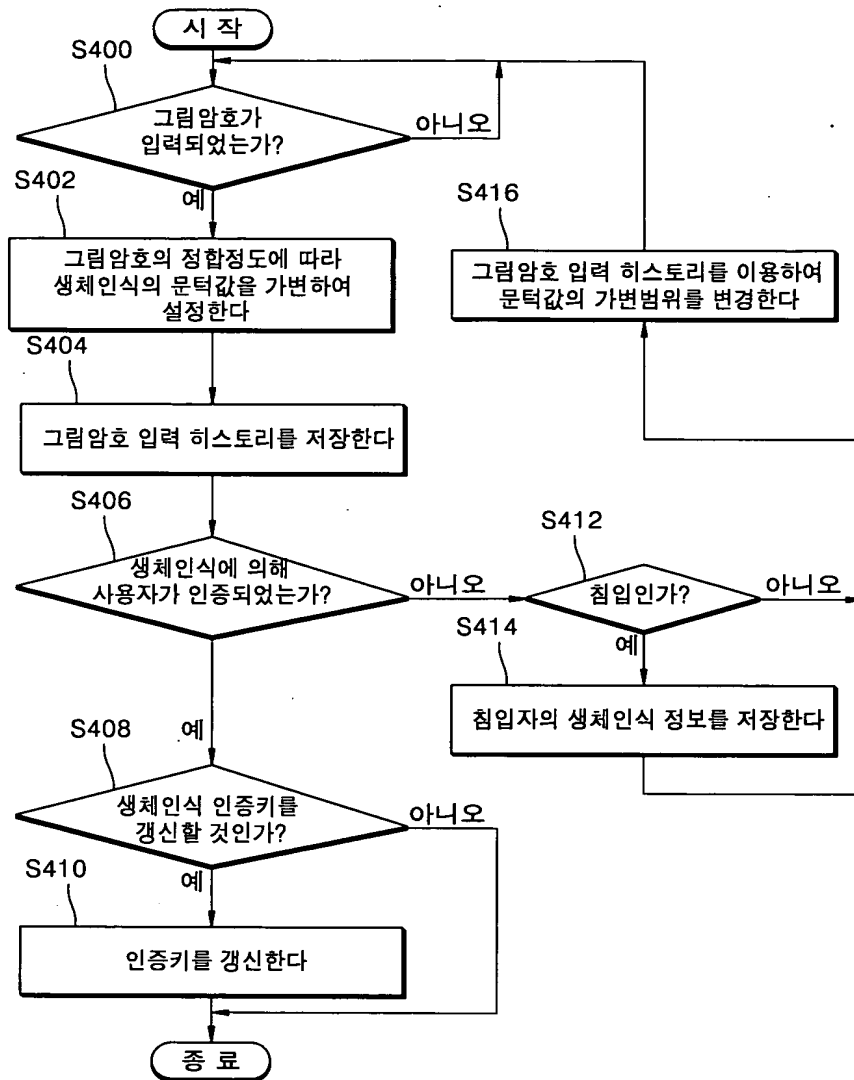 시 작
S400
그림암호가
입력되었는가?
아니오
예
S402
그림암호의 정합정도에 따라
생체인식의 문턱값을 가변하여
설정한다
S416
그림암호 입력 히스토리를 이용하여
문턱값의 가변범위를 변경한다
S404
그림암호 입력 히스토리를 저장한다
S406
생체인식에 의해
사용자가 인증되었는가?
아니오
예
S412
침입인가?
아니오
예
S414
침입자의 생체인식 정보를 저장한다
S408
생체인식 인증키를
갱신할 것인가?
아니오
예
S410
인증키를 갱신한다
종 료